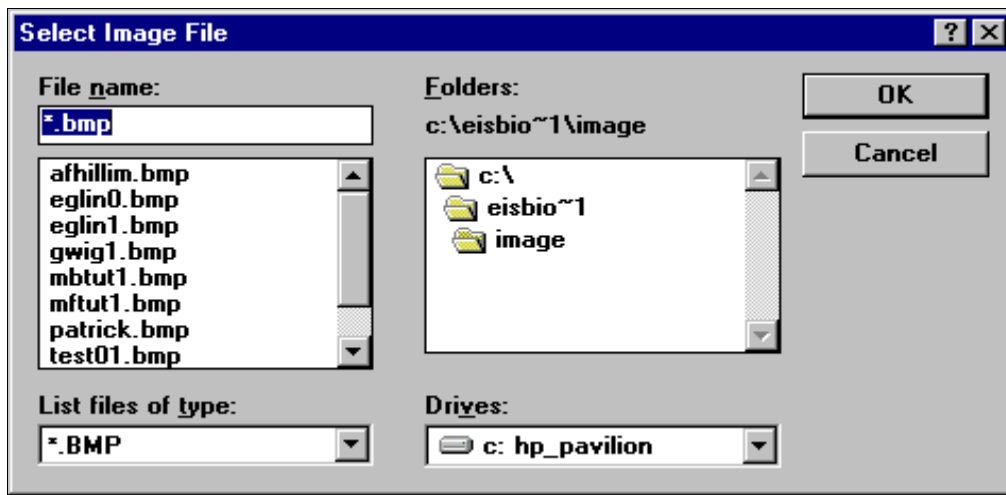 Select Image File
File name:
*.bmp
afhillim.bmp
eglin0.bmp
eglin1.bmp
gwig1.bmp
mbtut1.bmp
mftut1.bmp
patrick.bmp
test01.bmp
List files of type:
*.BMP
Folders:
c:\eisbio~1\image
c:\
eisbio~1
image
Drives:
c: hp_pavilion
OK
Cancel